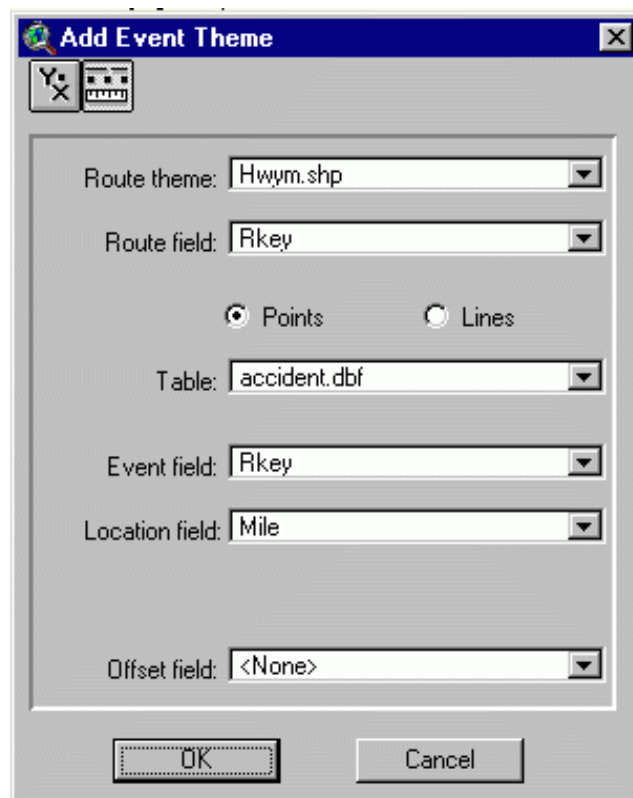 Add Event Theme
Y X
Route theme: Hwym.shp
Route field: Rkey
Points Lines
Table: accident.dbf
Event field: Rkey
Location field: Mile
Offset field: <None>
OK Cancel